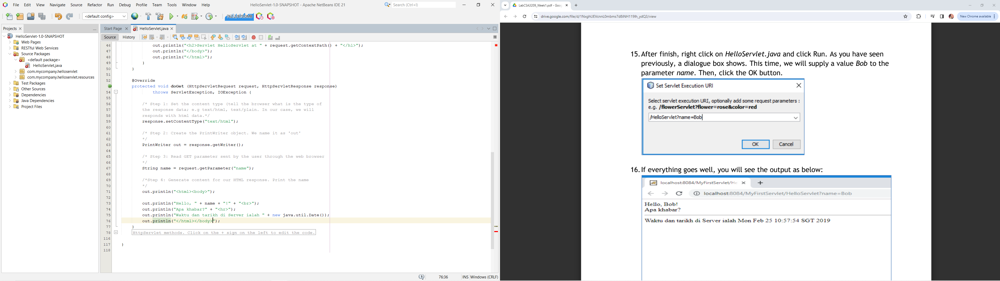 File Edit View Navigate Source Refactor Run Debug Profile Team Tools Window Help
HelloServlet-1.0-SNAPSHOT - Apache NetBeans IDE 21
Search (Ctrl+I)
<default config>
762.2/870.0MB
Projects
HelloServlet-1.0-SNAPSHOT
Web Pages
RESTful Web Services
Source Packages
<default package>
HelloServlet.java
com.mycompany.helloservlet
com.mycompany.helloservlet.resources
Test Packages
Other Sources
Dependencies
Java Dependencies
Project Files
Start Page
HelloServlet.java
Source History
46 out.println("<h2>Servlet HelloServlet at " + request.getContextPath() + "</h1>");
47 out.println("</body>");
48 out.println("</html>");
49 }
50 }
51
52 @Override
protected void doGet (HttpServletRequest request, HttpServletResponse response)
54 throws ServletException, IOException {
55
56 /* Step 1: Set the content type (tell the browser what is the type of
57 the response data; e.g text/html, text/plain. In our case, we will
58 responds with html data.*/
59 response.setContentType("text/html");
60
61 /* Step 2: Create the PrintWriter object. We name it as 'out'
62 */
63 PrintWriter out = response.getWriter();
64
65 /* Step 3: Read GET parameter sent by the user through the web browser
66 */
67 String name = request.getParameter("name");
68
69 /*Step 4: Generate content for our HTML response. Print the name
70 */
71 out.println("<html><body>");
72
73 out.println("Hello, " + name + "!" + "<br>");
74 out.println("Apa khabar?" + "<hr>");
75 out.println("Waktu dan tarikh di Server ialah " + new java.util.Date());
76 out.println("</html></body>");
77 }
78 HttpServlet methods. Click on the + sign on the left to edit the code.
116
117 }
118
1
76:36
INS Windows (CRLF)
LabCSA3209_Week1.pdf - Goo
drive.google.com/file/d/1NxghUEVcnnL0mbms7d8iNH119Ih_ydQ3/view
New Chrome available
15. After finish, right click on HelloServlet.java and click Run. As you have seen
previously, a dialogue box shows. This time, we will supply a value Bob to the
parameter name. Then, click the OK button.
Set Servlet Execution URI
Select servlet execution URI, optionally add some request parameters :
e.g. /flowerServlet?flower=rose&color=red
/HelloServlet?name=Bob
OK Cancel
16. If everything goes well, you will see the output as below:
localhost:8084/MyFirstServlet/He
localhost:8084/MyFirstServlet/HelloServlet?name=Bob
Hello, Bob!
Apa khabar?
Waktu dan tarikh di Server ialah Mon Feb 25 10:57:54 SGT 2019